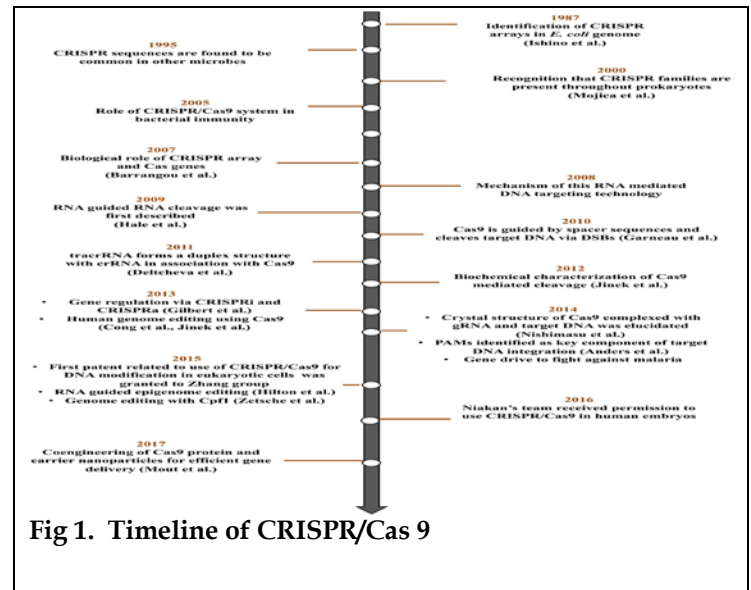 1987
Identification of CRISPR
arrays in E. coli genome
(Ishino et al.)
1995
CRISPR sequences are found to be
common in other microbes
2000
Recognition that CRISPR families are
present throughout prokaryotes
(Mojica et al.)
2005
Role of CRISPR/Cas9 system in
bacterial immunity
2007
Biological role of CRISPR array
and Cas genes
(Barrangou et al.)
2008
Mechanism of this RNA mediated
DNA targeting technology
2009
RNA guided RNA cleavage was
first described
(Hale et al.)
2010
Cas9 is guided by spacer sequences and
cleaves target DNA via DSBs (Garneau et al.)
2011
tracrRNA forms a duplex structure
with crRNA in association with Cas9
(Deltcheva et al.)
2012
Biochemical characterization of Cas9
mediated cleavage (Jinek et al.)
2013
• Gene regulation via CRISPRi and
CRISPRa (Gilbert et al.)
• Human genome editing using Cas9
(Cong et al., Jinek et al.)
2014
• Crystal structure of Cas9 complexed with
gRNA and target DNA was elucidated
(Nishimasu et al.)
• PAMs identified as key component of target
DNA integration (Anders et al.)
• Gene drive to fight against malaria
2015
• First patent related to use of CRISPR/Cas9 for
DNA modification in eukaryotic cells was
granted to Zhang group
• RNA guided epigenome editing (Hilton et al.)
• Genome editing with Cpf1 (Zetsche et al.)
2016
Niakan's team received permission to
use CRISPR/Cas9 in human embryos
2017
Coengineering of Cas9 protein and
carrier nanoparticles for efficient gene
delivery (Mout et al.)
Fig 1. Timeline of CRISPR/Cas 9